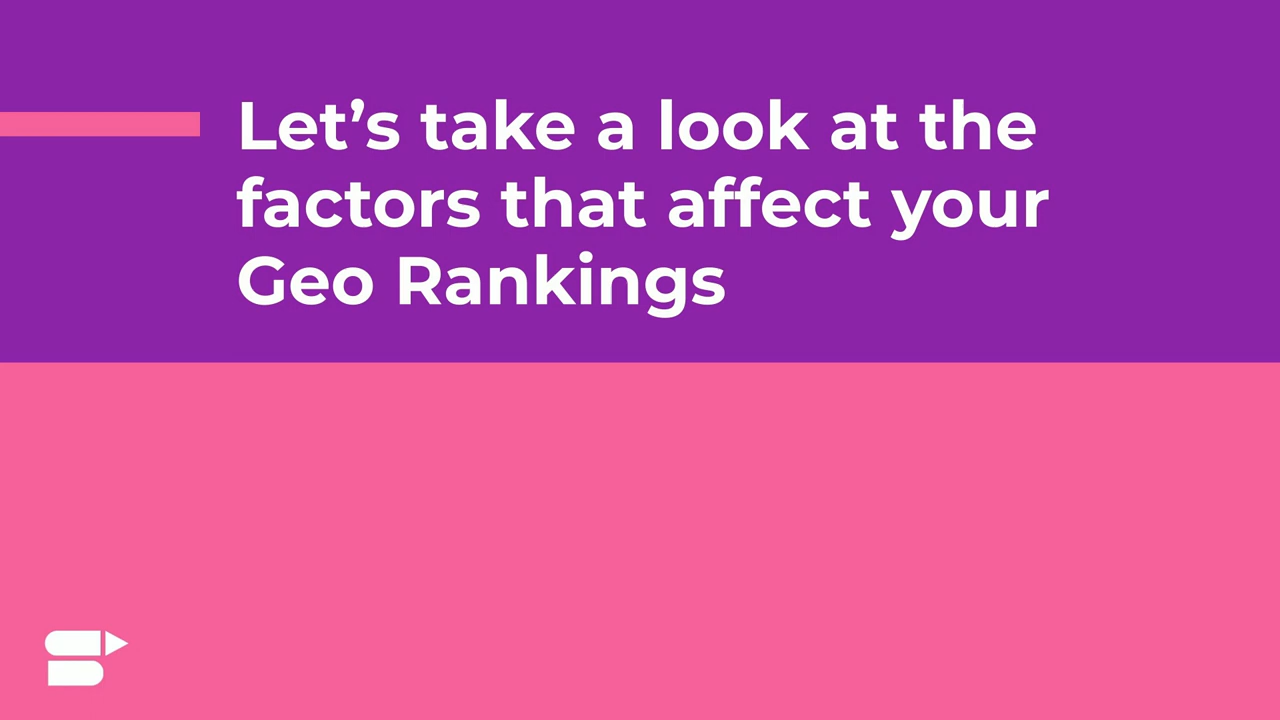 Let’s take a look at the
factors that affect your
Geo Rankings